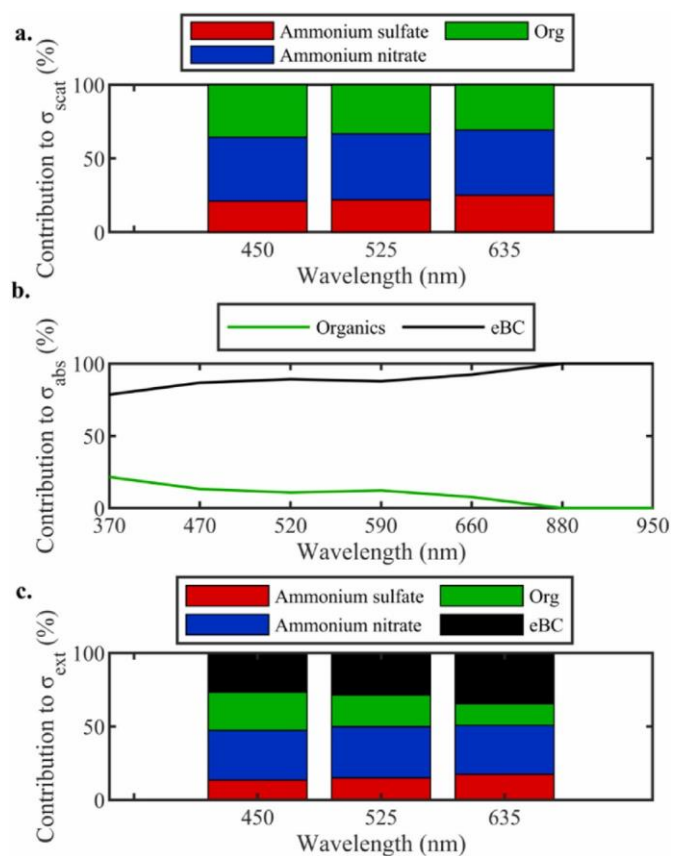 a.
Ammonium sulfate Org
Ammonium nitrate
Contribution to σscat (%)
100
50
0
450 525 635
Wavelength (nm)
b.
Organics eBC
Contribution to σabs (%)
100
50
0
370 470 520 590 660 880 950
Wavelength (nm)
c.
Ammonium sulfate Org
Ammonium nitrate eBC
Contribution to σext (%)
100
50
0
450 525 635
Wavelength (nm)